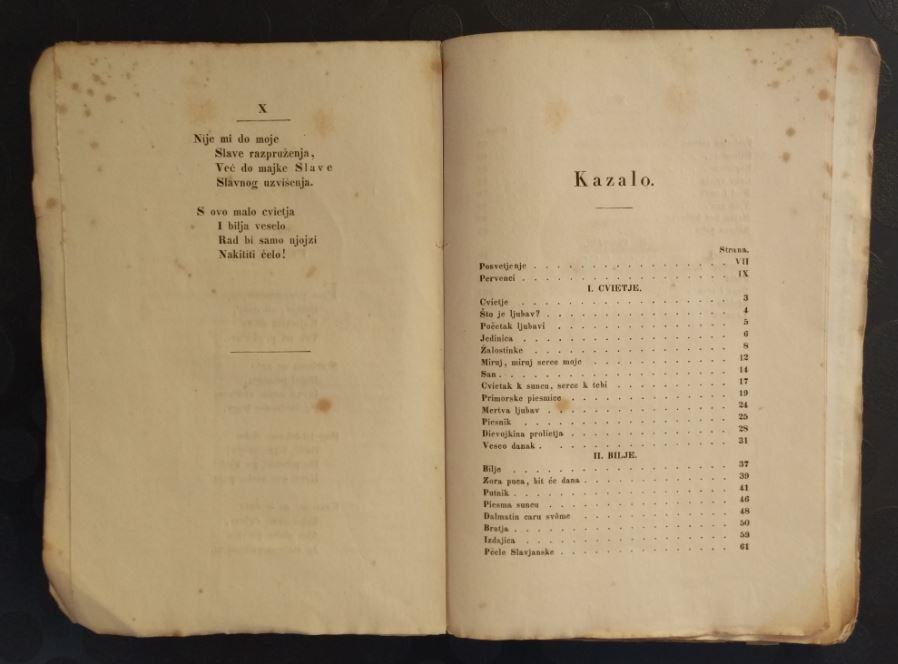 X
Nije mi do moje
Slave razpruženja,
Već do majke Slave
Slavnog uzvišenja.
S ovo malo cvietja
I bilja veselo
Rad bi samo njojzi
Nakititi čelo!
Kazalo.
Strana.
Posvetjenje . . . . . . . . . . . . . . . VII
Pervenci . . . . . . . . . . . . . . . . IX
I. CVIETJE.
Cvietje . . . . . . . . . . . . . . . . 3
Što je ljubav? . . . . . . . . . . . . . . 4
Početak ljubavi . . . . . . . . . . . . . 5
Jedinica . . . . . . . . . . . . . . . . 6
Žalostinke . . . . . . . . . . . . . . . 8
Miruj, miruj serce moje . . . . . . . . . . 12
San . . . . . . . . . . . . . . . . . . 14
Cvietak k suncu, serce k tebi . . . . . . . . 17
Primorske piesmice . . . . . . . . . . . . 19
Mertva ljubav . . . . . . . . . . . . . . 24
Piesnik . . . . . . . . . . . . . . . . 25
Dievojkina prolietja . . . . . . . . . . . . 28
Veseo danak . . . . . . . . . . . . . . . 31
II. BILJE.
Bilje . . . . . . . . . . . . . . . . . 37
Zora puca, bit će dana . . . . . . . . . . . 39
Putnik . . . . . . . . . . . . . . . . . 41
Piesma suncu . . . . . . . . . . . . . . 46
Dalmatin caru svôme . . . . . . . . . . . . 48
Bratja . . . . . . . . . . . . . . . . . 50
Izdajica . . . . . . . . . . . . . . . . 59
Pčele Slavjanske . . . . . . . . . . . . . 61